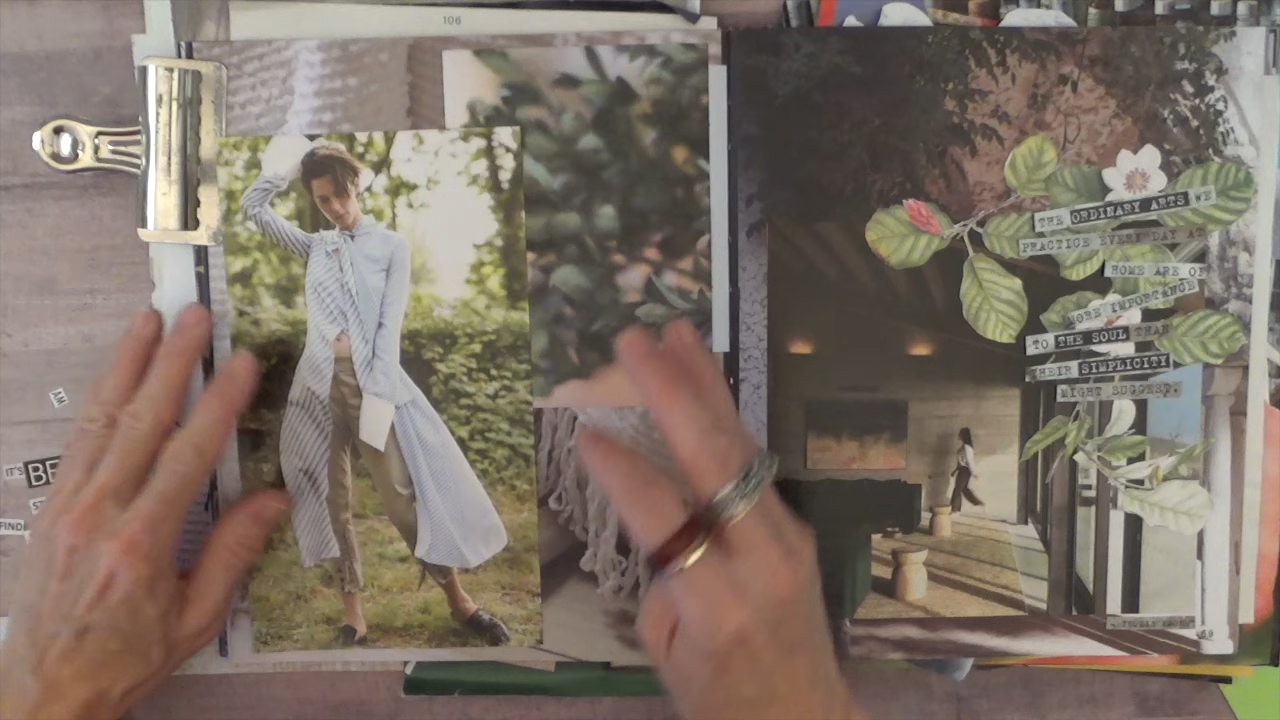 106
THE ORDINARY ARTS WE
PRACTICE EVERY DAY AT
HOME ARE OF
MORE IMPORTANCE
TO THE SOUL THAN
THEIR SIMPLICITY
MIGHT SUGGEST.
AM
IT'S BE
FIND